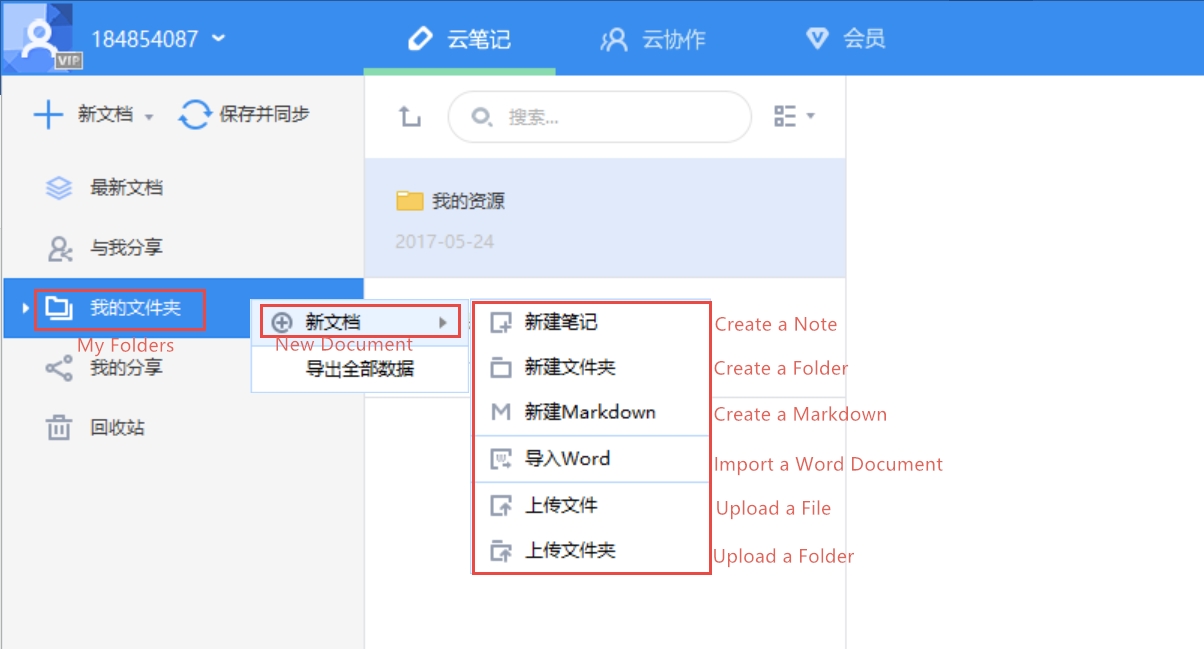 184854087
VIP
云笔记
云协作
会员
新文档
保存并同步
搜索...
最新文档
与我分享
我的文件夹
My Folders
我的分享
回收站
我的资源
2017-05-24
新文档
New Document
导出全部数据
新建笔记 Create a Note
新建文件夹 Create a Folder
新建Markdown Create a Markdown
导入Word Import a Word Document
上传文件 Upload a File
上传文件夹 Upload a Folder